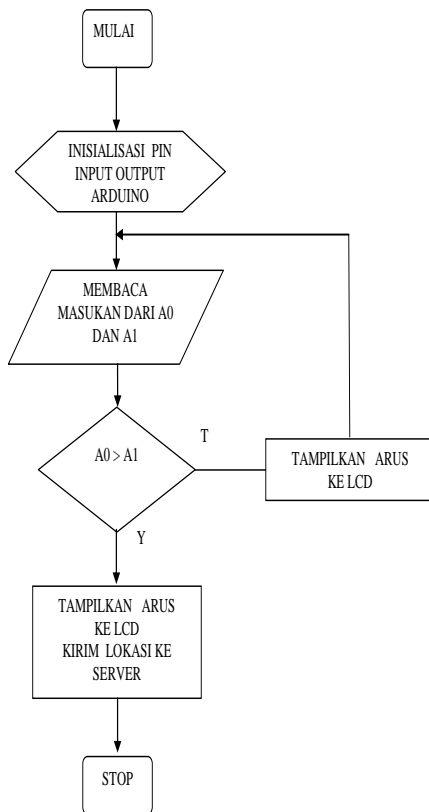 MULAI
INISIALISASI PIN
INPUT OUTPUT
ARDUINO
MEMBACA
MASUKAN DARI A0
DAN A1
A0 > A1
T
TAMPILKAN ARUS
KE LCD
Y
TAMPILKAN ARUS
KE LCD
KIRIM LOKASI KE
SERVER
STOP